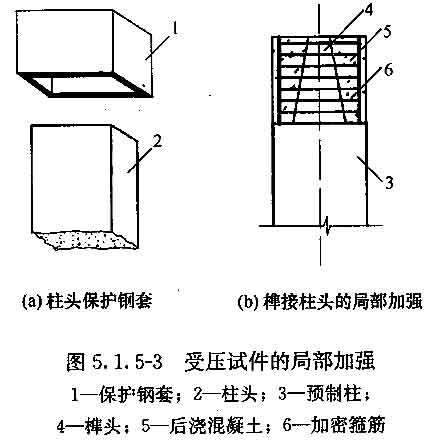 1
2
4
5
6
3
(a) 柱头保护钢套
(b) 榫接柱头的局部加强
图 5.1.5-3 受压试件的局部加强
1—保护钢套；2—柱头；3—预制柱；
4—榫头；5—后浇混凝土；6—加密箍筋